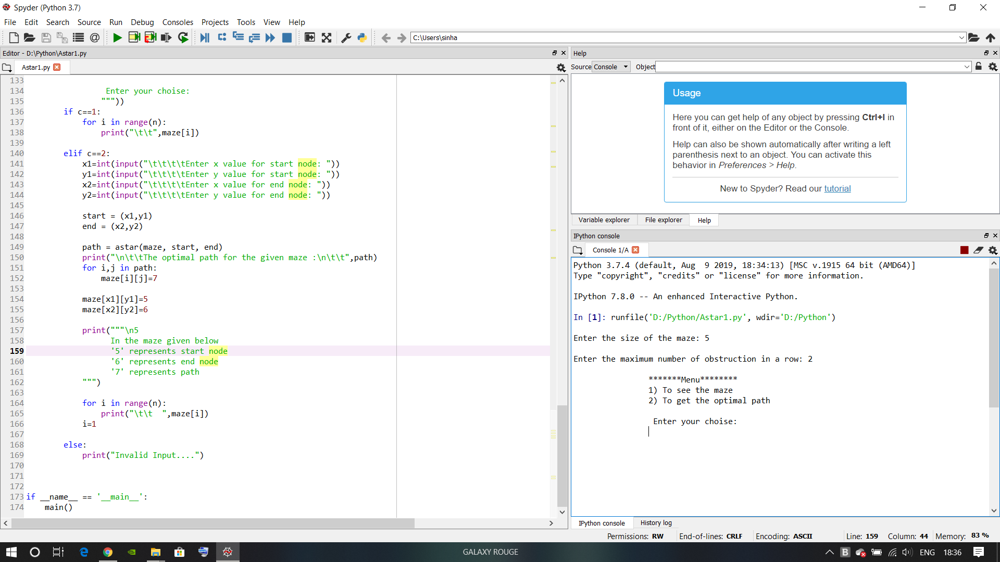 Spyder (Python 3.7)
File Edit Search Source Run Debug Consoles Projects Tools View Help
C:\Users\sinha
Editor - D:\Python\Astar1.py
Astar1.py
133
134                  Enter your choise:
135                 """))
136         if c==1:
137             for i in range(n):
138                 print("\t\t",maze[i])
139
140         elif c==2:
141             x1=int(input("\t\t\t\tEnter x value for start node: "))
142             y1=int(input("\t\t\t\tEnter y value for start node: "))
143             x2=int(input("\t\t\t\tEnter x value for end node: "))
144             y2=int(input("\t\t\t\tEnter y value for end node: "))
145
146             start = (x1,y1)
147             end = (x2,y2)
148
149             path = astar(maze, start, end)
150             print("\n\t\tThe optimal path for the given maze :\n\t\t",path)
151             for i,j in path:
152                 maze[i][j]=7
153
154             maze[x1][y1]=5
155             maze[x2][y2]=6
156
157             print("""\n5
158                   In the maze given below
159                   '5' represents start node
160                   '6' represents end node
161                   '7' represents path
162             """)
163
164             for i in range(n):
165                 print("\t\t  ",maze[i])
166             i=1
167
168         else:
169             print("Invalid Input....")
170
171
172
173 if __name__ == '__main__':
174     main()
Help
Source Console Object
Usage
Here you can get help of any object by pressing Ctrl+I in
front of it, either on the Editor or the Console.
Help can also be shown automatically after writing a left
parenthesis next to an object. You can activate this
behavior in Preferences > Help.
New to Spyder? Read our tutorial
Variable explorer File explorer Help
IPython console
Console 1/A
Python 3.7.4 (default, Aug  9 2019, 18:34:13) [MSC v.1915 64 bit (AMD64)]
Type "copyright", "credits" or "license" for more information.
IPython 7.8.0 -- An enhanced Interactive Python.
In [1]: runfile('D:/Python/Astar1.py', wdir='D:/Python')
Enter the size of the maze: 5
Enter the maximum number of obstruction in a row: 2
*******Menu********
1) To see the maze
2) To get the optimal path
Enter your choise:
IPython console History log
Permissions: RW End-of-lines: CRLF Encoding: ASCII Line: 159 Column: 44 Memory: 83 %
GALAXY ROUGE
B
ENG 18:36